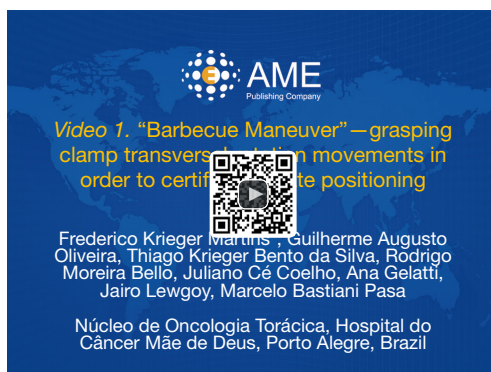 E AME
Publishing Company
Video 1. “Barbecue Maneuver”—grasping
clamp movements in
order to positioning
Frederico Krieger Martins, Guilherme Augusto
Oliveira, Thiago Krieger Bento da Silva, Rodrigo
Moreira Bello, Juliano Cé Coelho, Ana Gelatti,
Jairo Lewgoy, Marcelo Bastiani Pasa
Núcleo de Oncologia Torácica, Hospital do
Câncer Mãe de Deus, Porto Alegre, Brazil